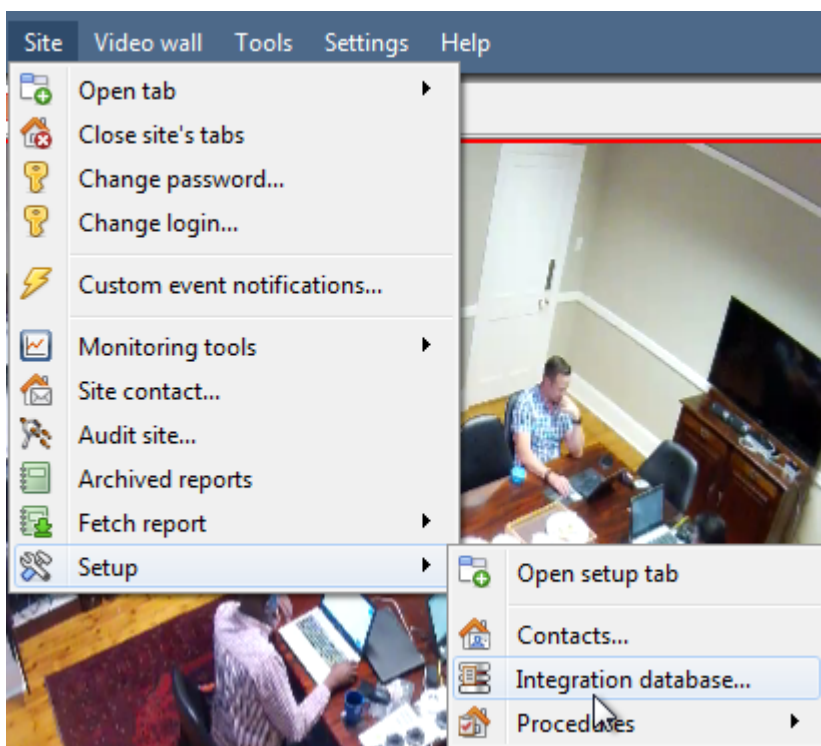 Site Video wall Tools Settings Help
Open tab
Close site's tabs
Change password...
Change login...
Custom event notifications...
Monitoring tools
Site contact...
Audit site...
Archived reports
Fetch report
Setup
Open setup tab
Contacts...
Integration database...
Procedures